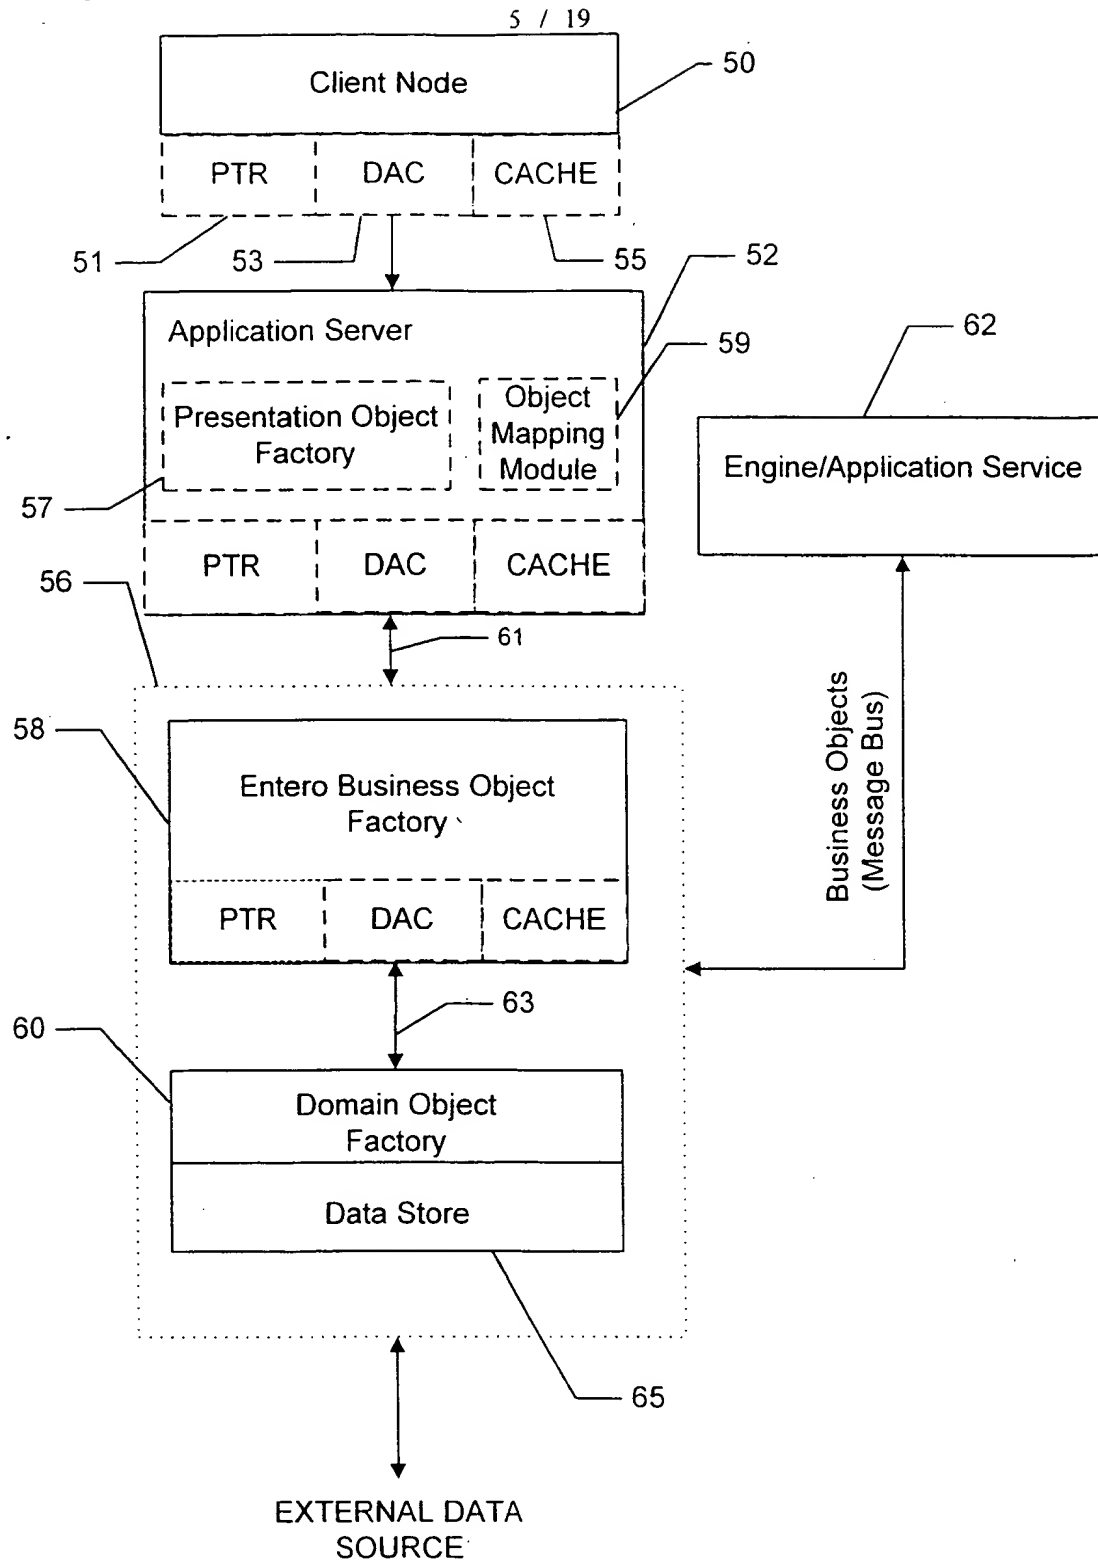 5 / 19
Client Node
50
PTR DAC CACHE
51
53
55
52
Application Server
59
62
Presentation Object
Factory
Object
Mapping
Module
Engine/Application Service
57
PTR DAC CACHE
56
61
Business Objects
(Message Bus)
58
Entero Business Object
Factory
PTR DAC CACHE
63
60
Domain Object
Factory
Data Store
65
EXTERNAL DATA
SOURCE